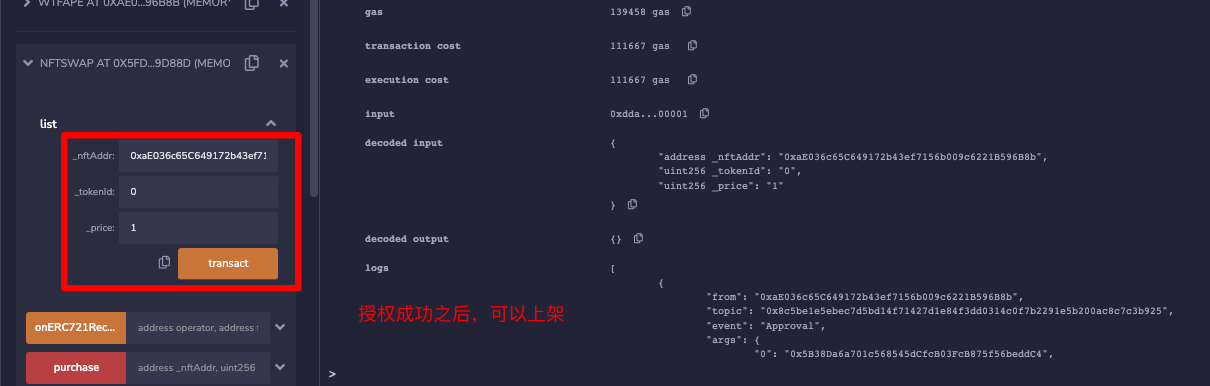 WTFAPE AT 0XAE0...96B8B (MEMORY
NFTSWAP AT 0X5FD...9D88D (MEMO
list
_nftAddr: 0xaE036c65C649172b43ef71
_tokenId: 0
_price: 1
transact
onERC721Rec... address operator, address f
purchase address _nftAddr, uint256
gas 139458 gas
transaction cost 111667 gas
execution cost 111667 gas
input 0xdda...00001
decoded input {
"address _nftAddr": "0xaE036c65C649172b43ef7156b009c6221B596B8b",
"uint256 _tokenId": "0",
"uint256 _price": "1"
}
decoded output {}
logs [
{
"from": "0xaE036c65C649172b43ef7156b009c6221B596B8b",
"topic": "0x8c5be1e5ebec7d5bd14f71427d1e84f3dd0314c0f7b2291e5b200ac8c7c3b925",
"event": "Approval",
"args": {
"0": "0x5B38Da6a701c568545dCfcB03FcB875f56beddC4",
授权成功之后，可以上架
>